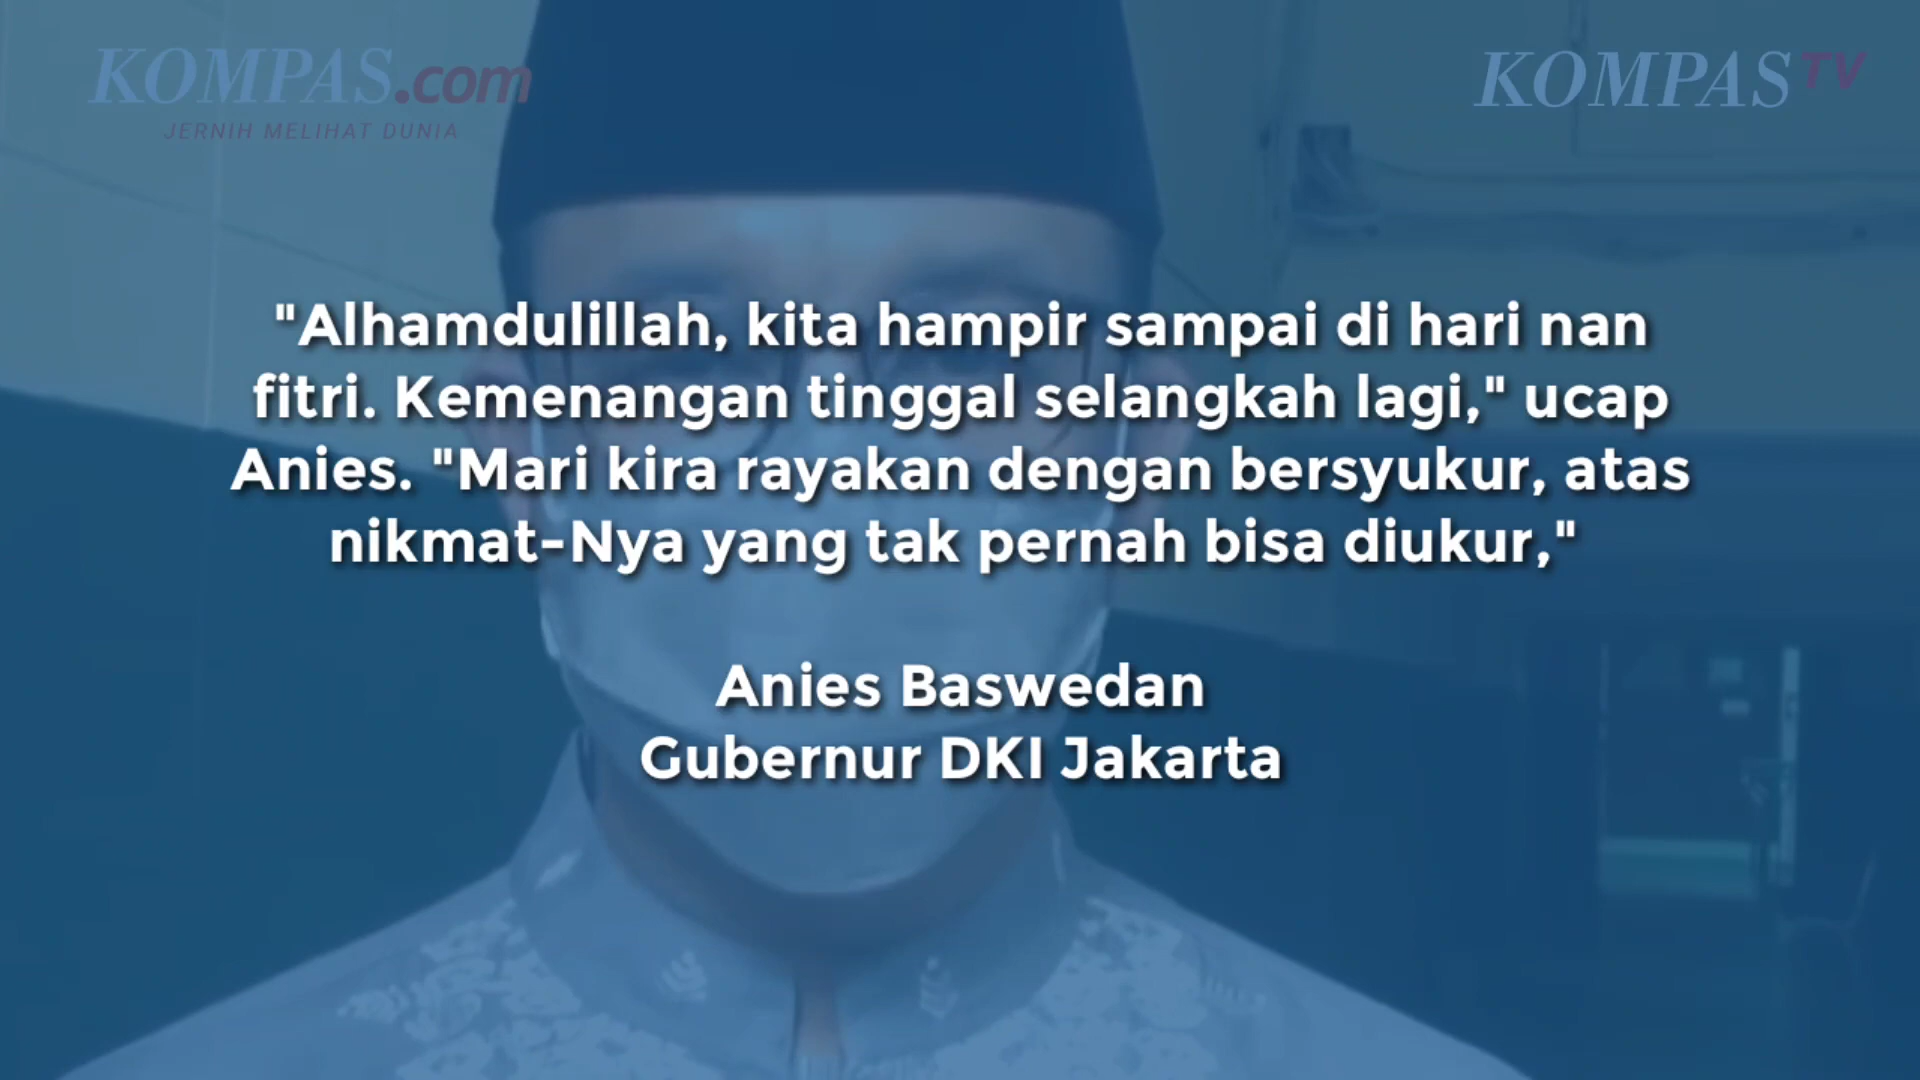 KOMPAS.com
JERNIH MELIHAT DUNIA
KOMPASTV
"Alhamdulillah, kita hampir sampai di hari nan
fitri. Kemenangan tinggal selangkah lagi," ucap
Anies. "Mari kira rayakan dengan bersyukur, atas
nikmat-Nya yang tak pernah bisa diukur,"
Anies Baswedan
Gubernur DKI Jakarta